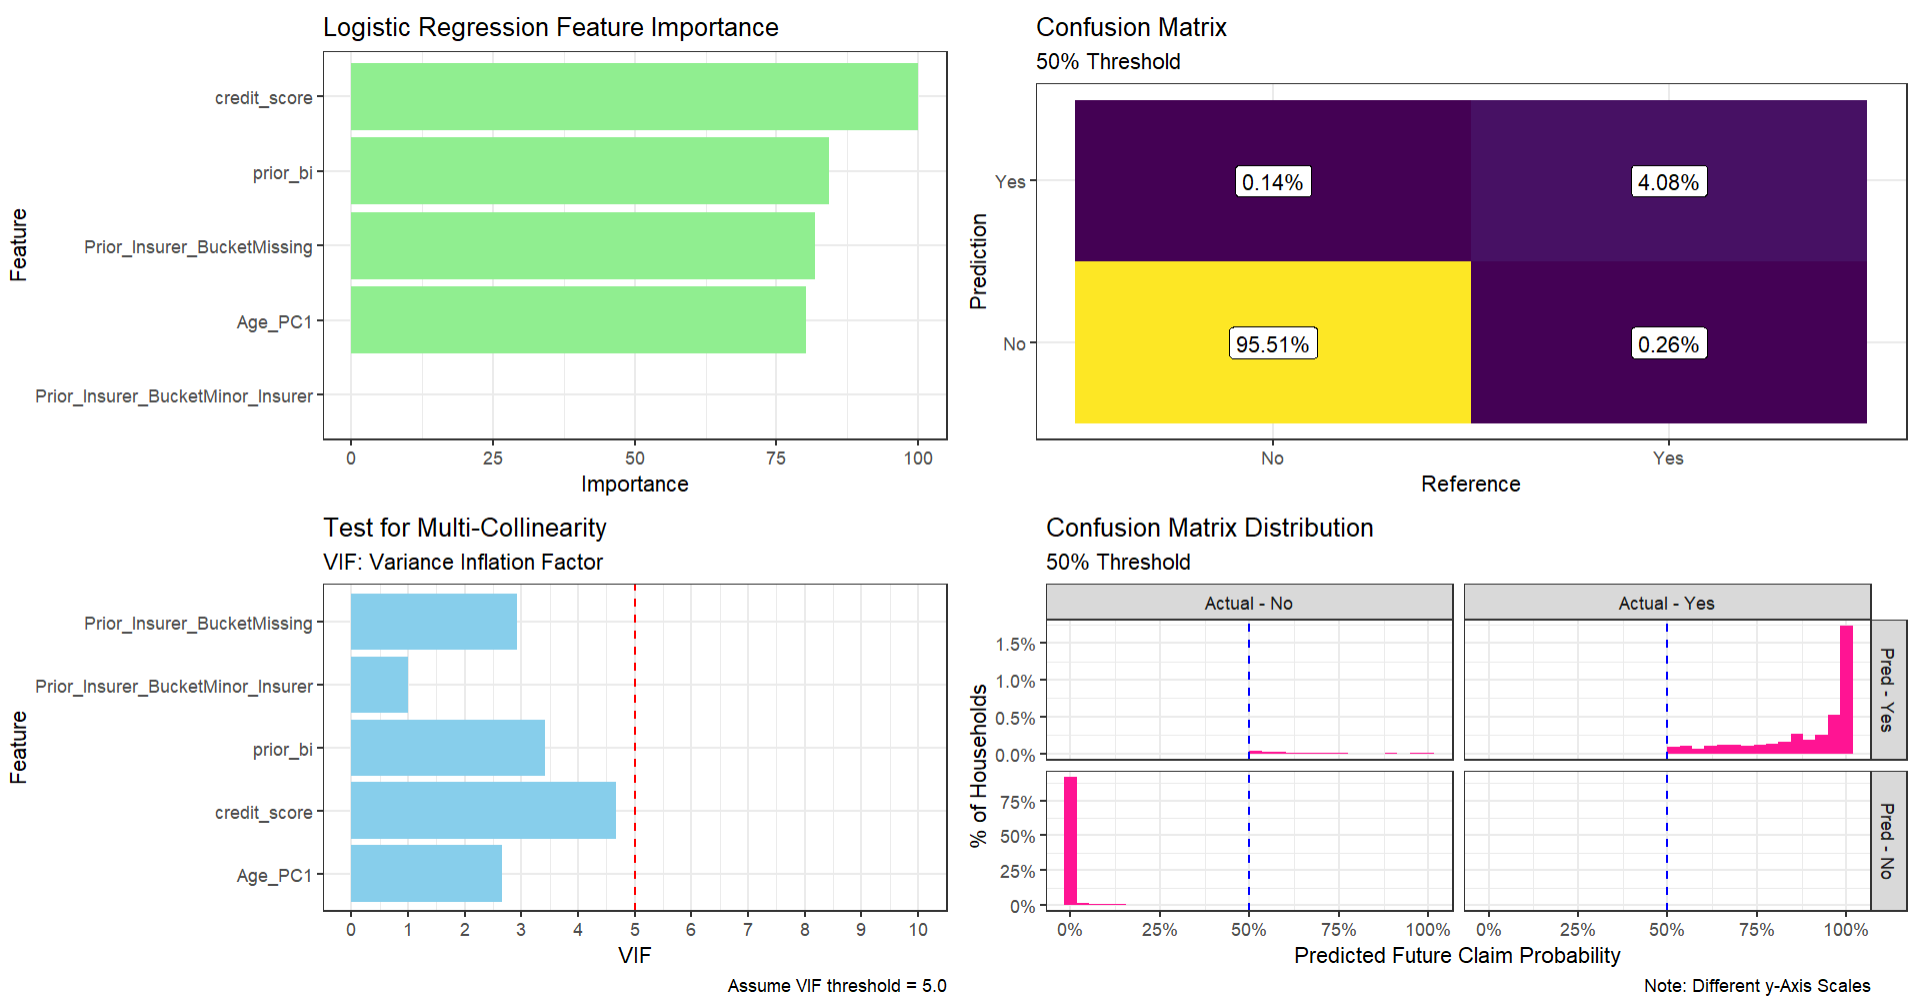 Logistic Regression Feature Importance
Feature
credit_score
prior_bi
Prior_Insurer_BucketMissing
Age_PC1
Prior_Insurer_BucketMinor_Insurer
0 25 50 75 100
Importance
Confusion Matrix
50% Threshold
Prediction
Yes
0.14% 4.08%
No
95.51% 0.26%
No Yes
Reference
Test for Multi-Collinearity
VIF: Variance Inflation Factor
Feature
Prior_Insurer_BucketMissing
Prior_Insurer_BucketMinor_Insurer
prior_bi
credit_score
Age_PC1
0 1 2 3 4 5 6 7 8 9 10
VIF
Assume VIF threshold = 5.0
Confusion Matrix Distribution
50% Threshold
Actual - No Actual - Yes
% of Households
1.5%
1.0%
0.5%
0.0%
Pred - Yes
75%
50%
25%
0%
Pred - No
0% 25% 50% 75% 100% 0% 25% 50% 75% 100%
Predicted Future Claim Probability
Note: Different y-Axis Scales